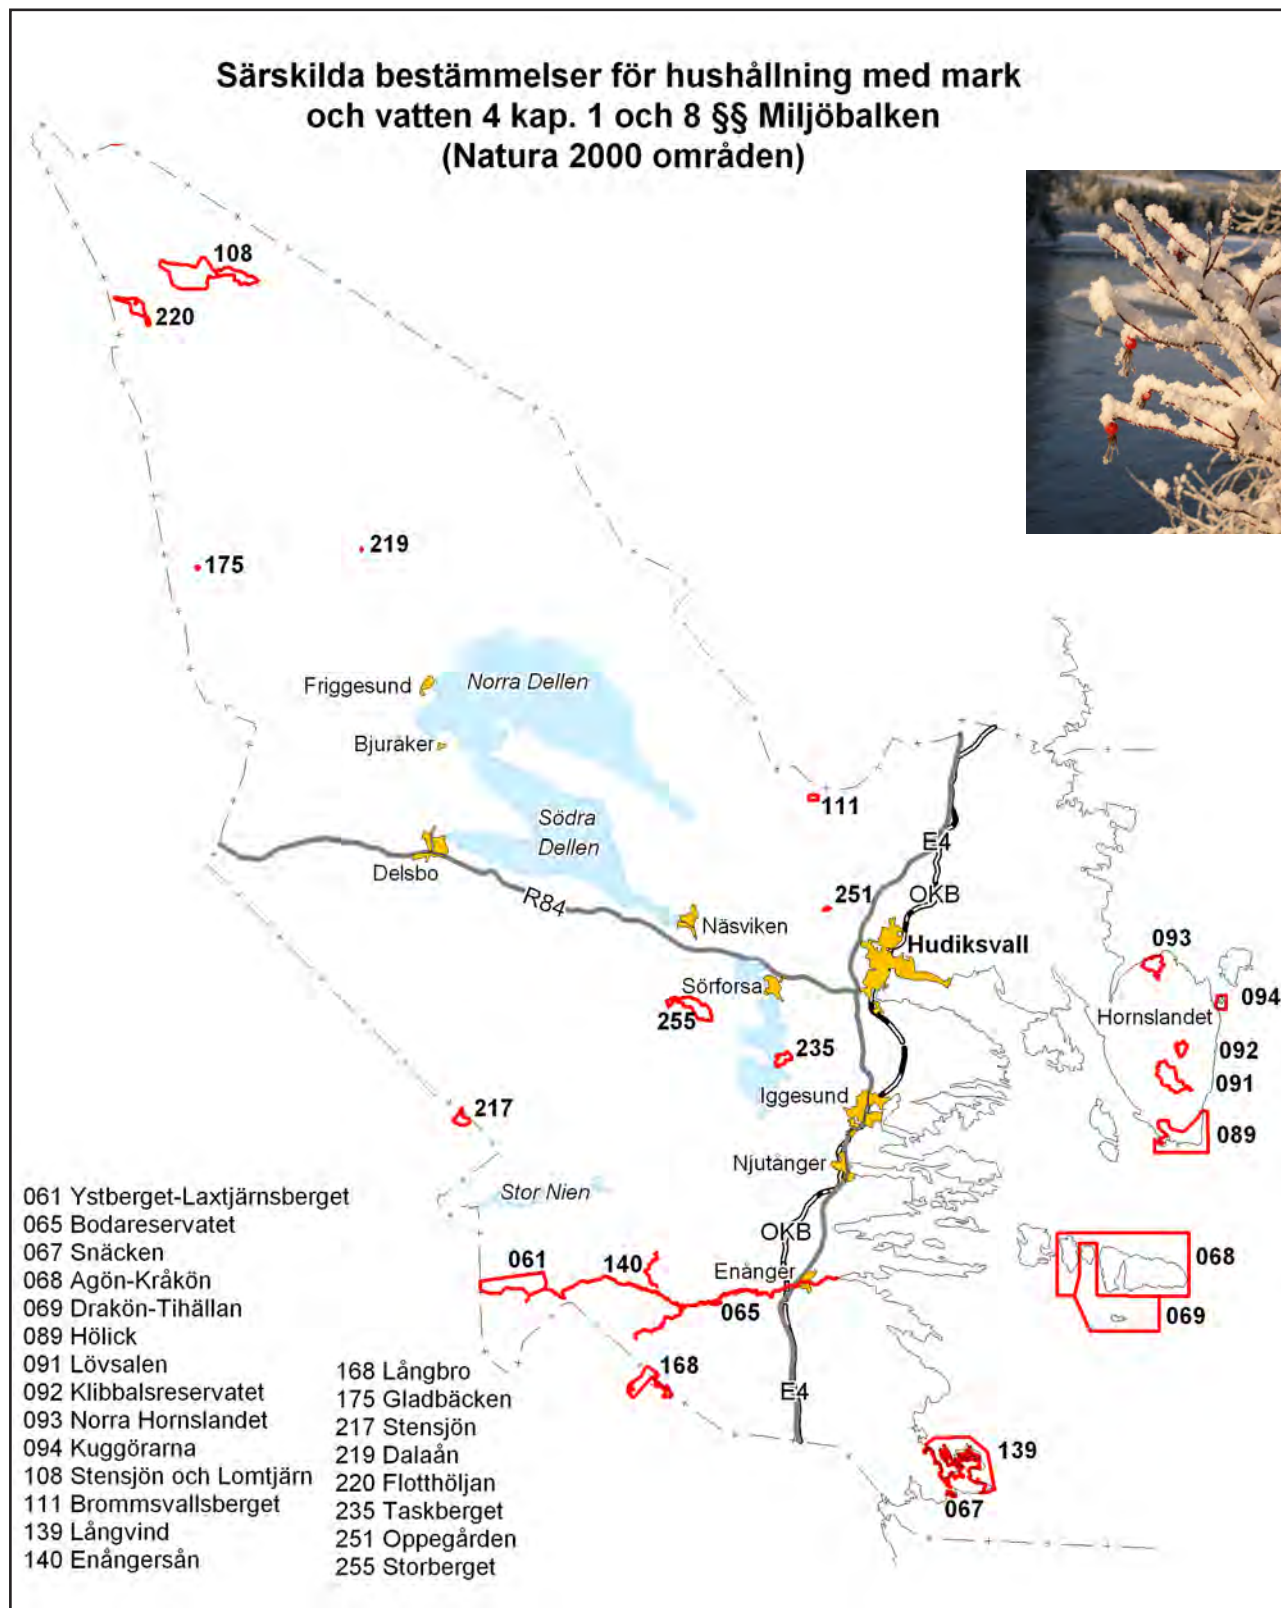 Särskilda bestämmelser för hushållning med mark
och vatten 4 kap. 1 och 8 §§ Miljöbalken
(Natura 2000 områden)
108
220
219
175
Friggesund
Norra Dellen
Bjuråker
111
Södra
Dellen
E4
Delsbo
R84
251
OKB
Näsviken
Hudiksvall
093
Sörforsa
094
Hornslandet
255
235
092
091
Iggesund
217
089
Njutånger
Stor Nien
OKB
068
061
140
Enånger
065
069
168
E4
139
067
061 Ystberget-Laxtjärnsberget
065 Bodareservatet
067 Snäcken
068 Agön-Kråkön
069 Drakön-Tihällan
089 Hölick
091 Lövsalen
092 Klibbalsreservatet
093 Norra Hornslandet
094 Kuggörarna
108 Stensjön och Lomtjärn
111 Brommsvallsberget
139 Långvind
140 Enångersån
168 Långbro
175 Gladbäcken
217 Stensjön
219 Dalaån
220 Flotthöljan
235 Taskberget
251 Oppegården
255 Storberget